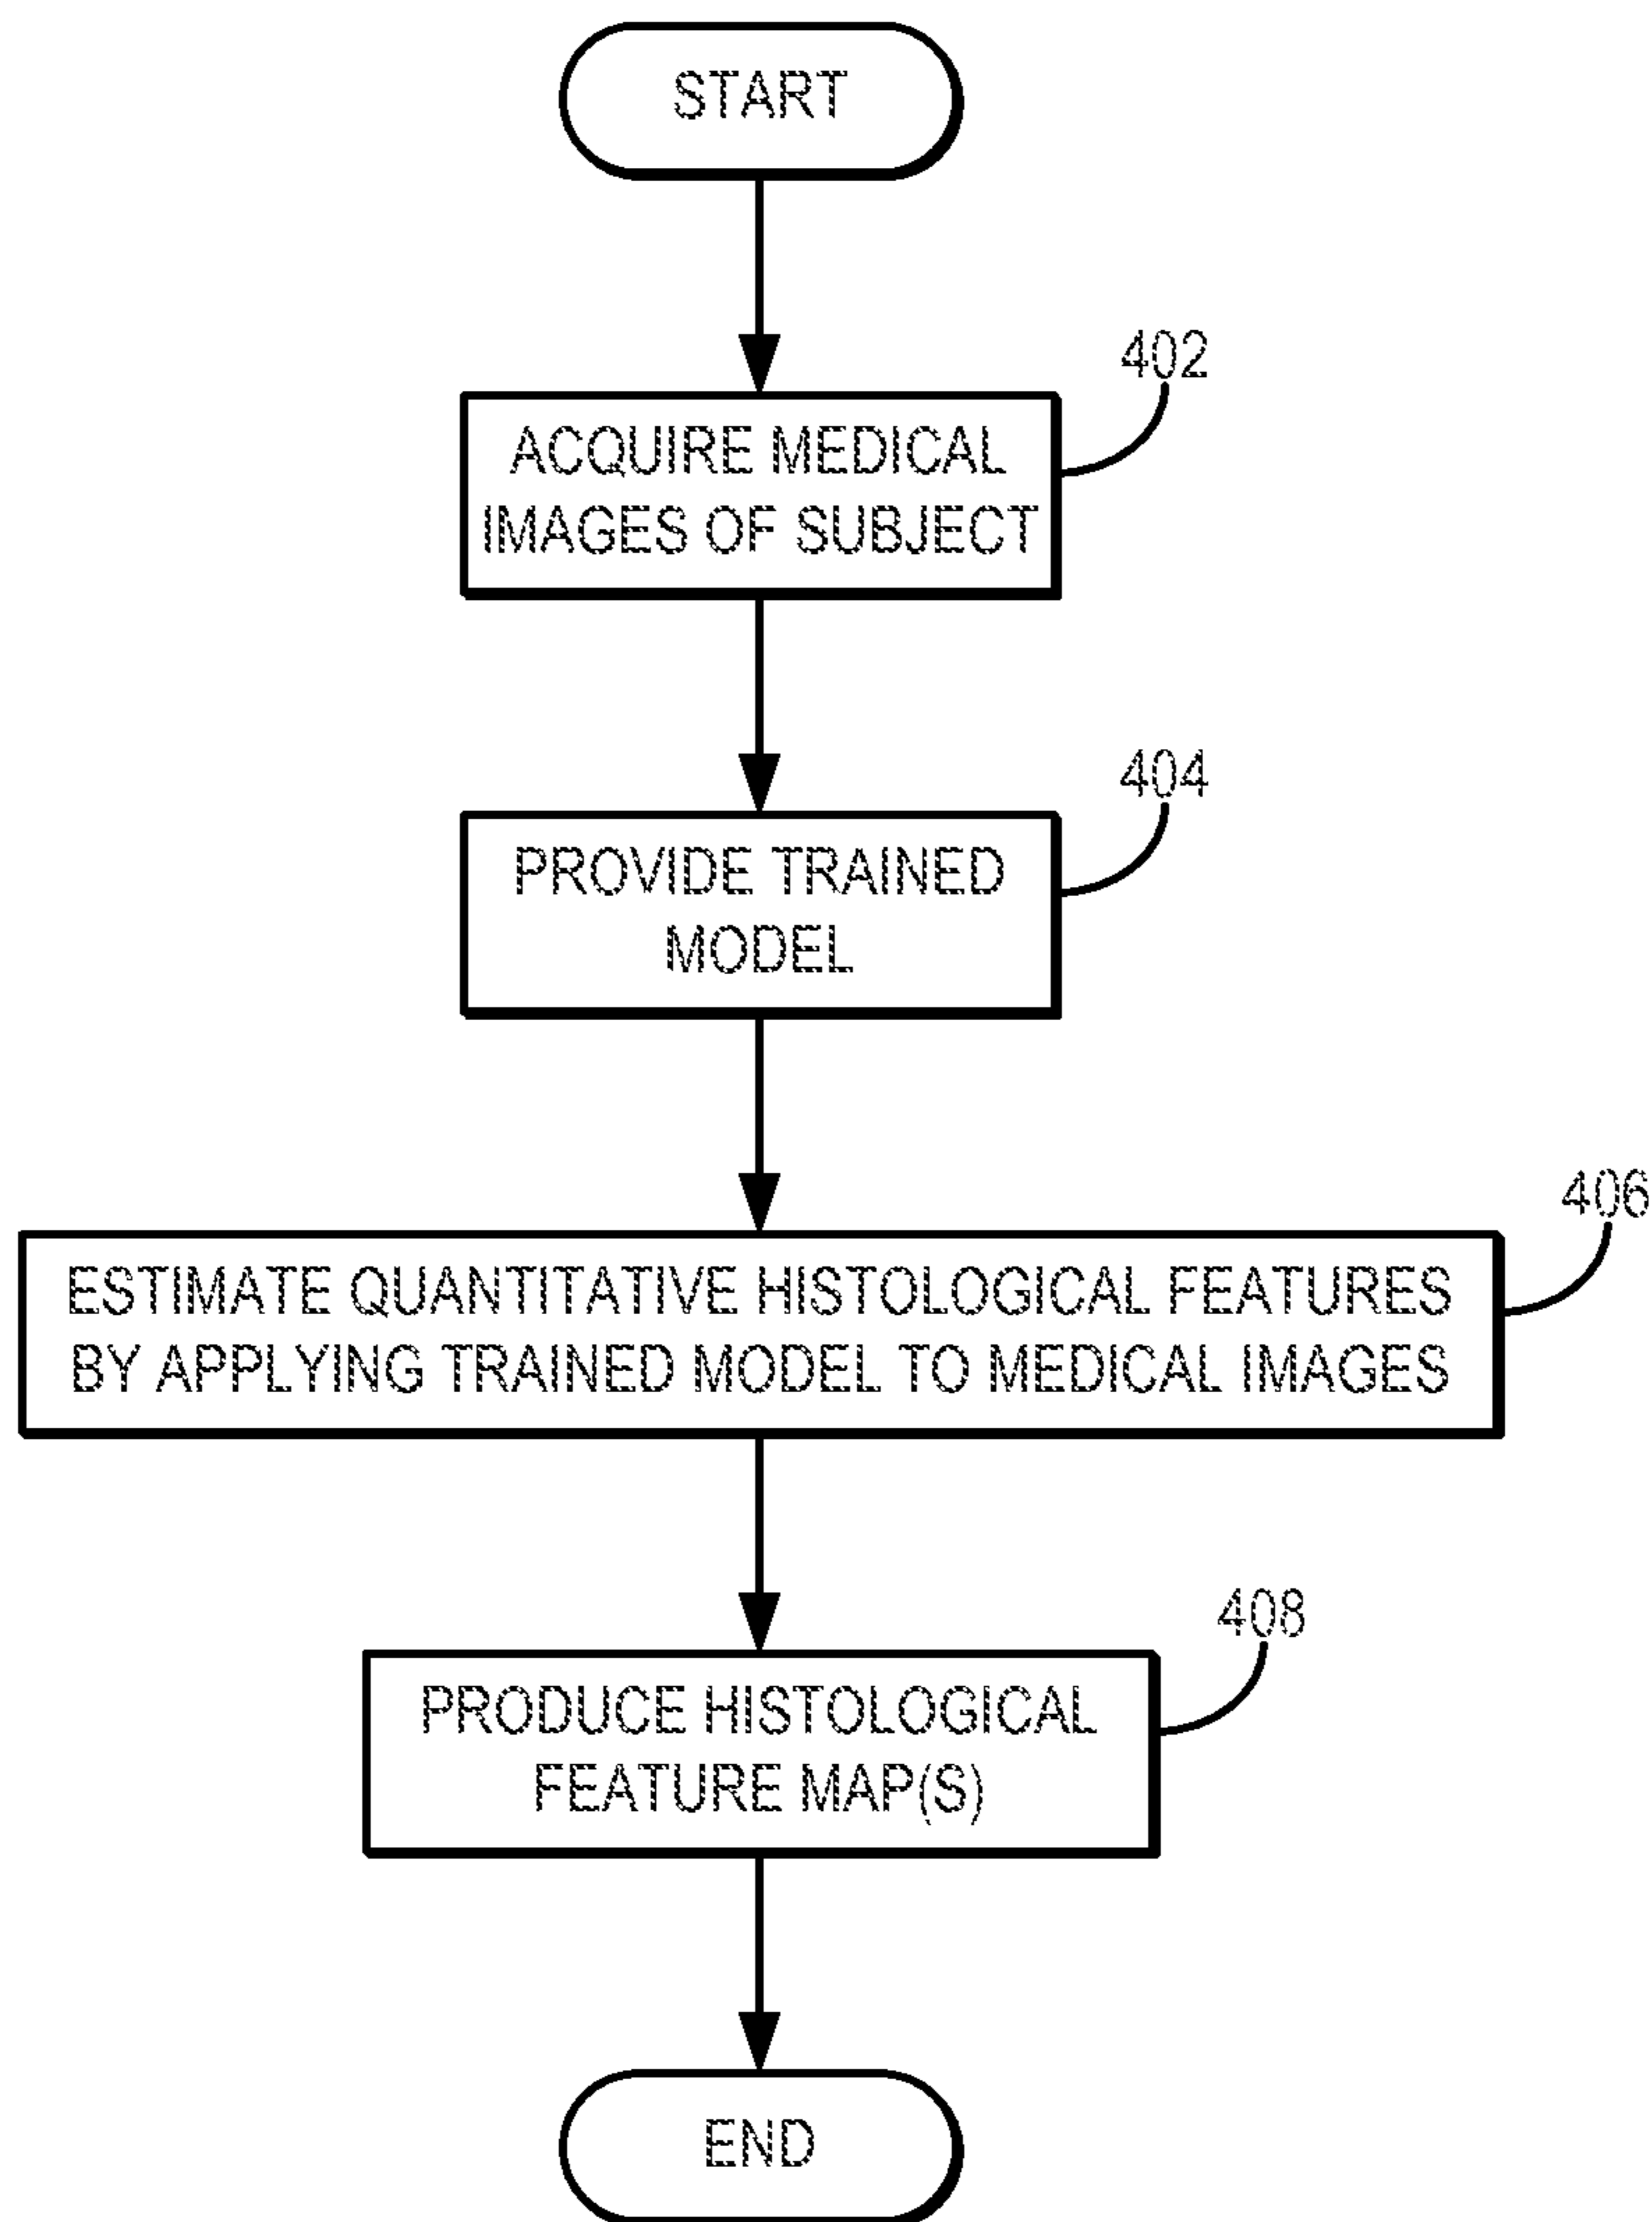 START
402
ACQUIRE MEDICAL
IMAGES OF SUBJECT
404
PROVIDE TRAINED
MODEL
406
ESTIMATE QUANTITATIVE HISTOLOGICAL FEATURES
BY APPLYING TRAINED MODEL TO MEDICAL IMAGES
408
PRODUCE HISTOLOGICAL
FEATURE MAP(S)
END